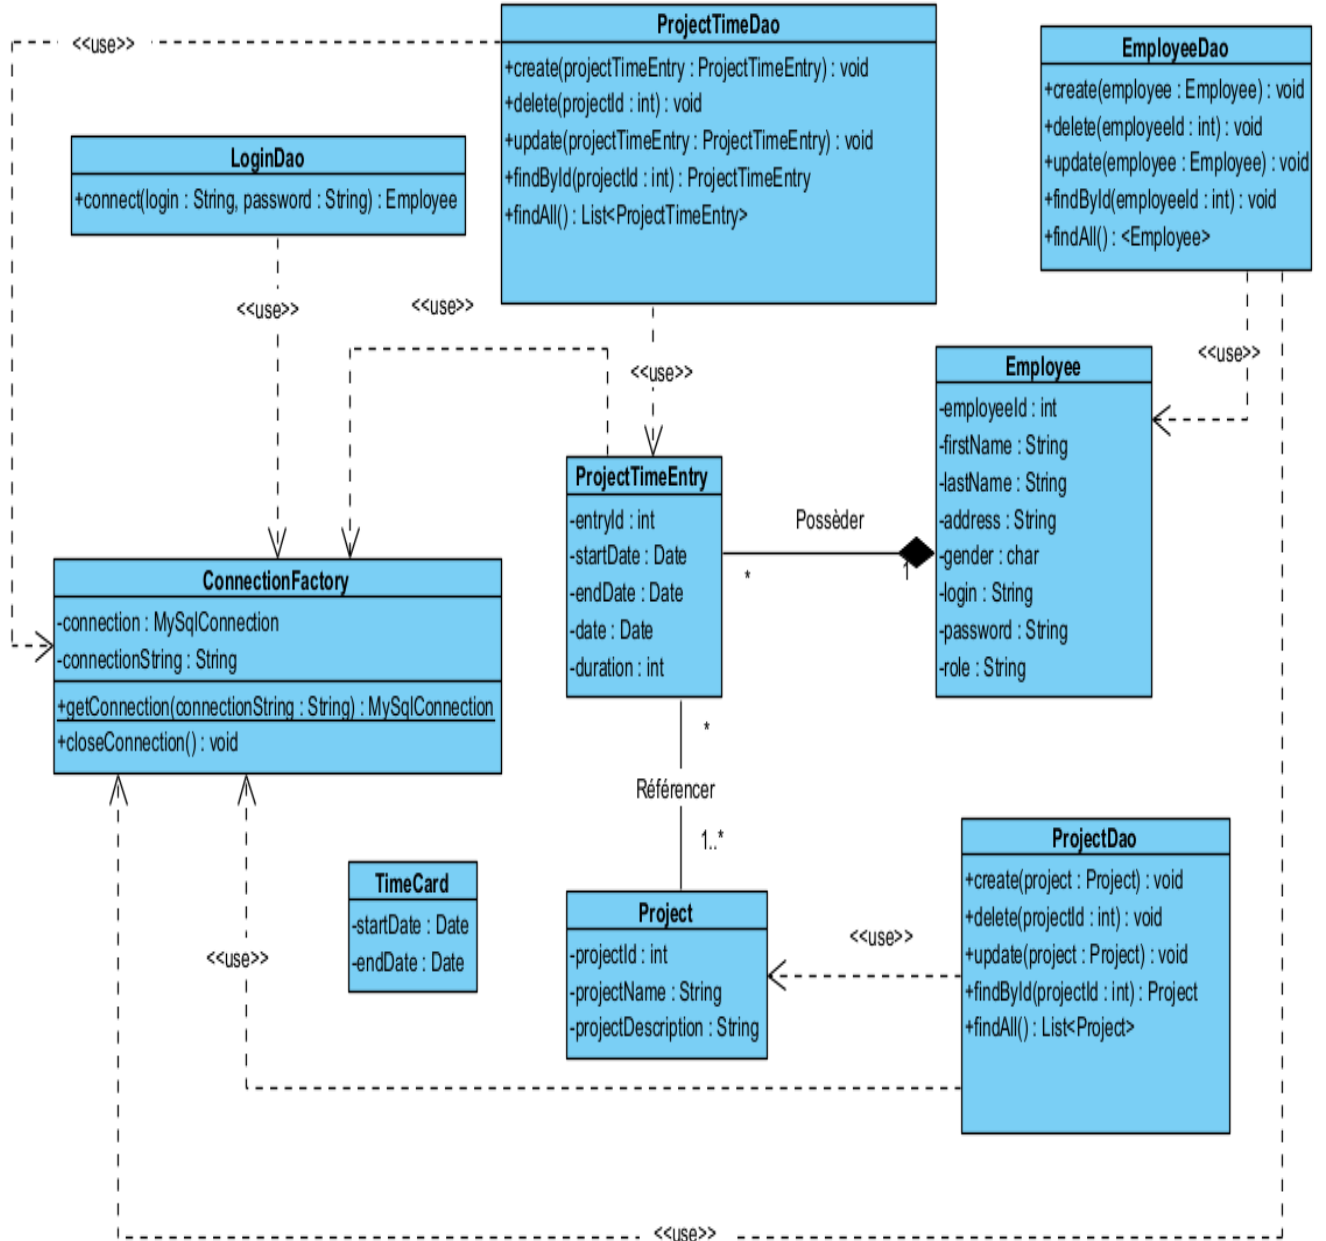 ProjectTimeDao
+create(projectTimeEntry : ProjectTimeEntry) : void
+delete(projectId : int) : void
+update(projectTimeEntry : ProjectTimeEntry) : void
+findById(projectId : int) : ProjectTimeEntry
+findAll() : List<ProjectTimeEntry>
EmployeeDao
+create(employee : Employee) : void
+delete(employeeId : int) : void
+update(employee : Employee) : void
+findById(employeeId : int) : void
+findAll() : <Employee>
<<use>>
LoginDao
+connect(login : String, password : String) : Employee
<<use>>
<<use>>
<<use>>
<<use>>
Employee
-employeeId : int
-firstName : String
-lastName : String
-address : String
-gender : char
-login : String
-password : String
-role : String
ProjectTimeEntry
-entryId : int
-startDate : Date
-endDate : Date
-date : Date
-duration : int
Possèder
*
1
ConnectionFactory
-connection : MySqlConnection
-connectionString : String
+getConnection(connectionString : String) : MySqlConnection
+closeConnection() : void
*
Référencer
1..*
TimeCard
-startDate : Date
-endDate : Date
Project
-projectId : int
-projectName : String
-projectDescription : String
ProjectDao
+create(project : Project) : void
+delete(projectId : int) : void
+update(project : Project) : void
+findById(projectId : int) : Project
+findAll() : List<Project>
<<use>>
<<use>>
<<use>>